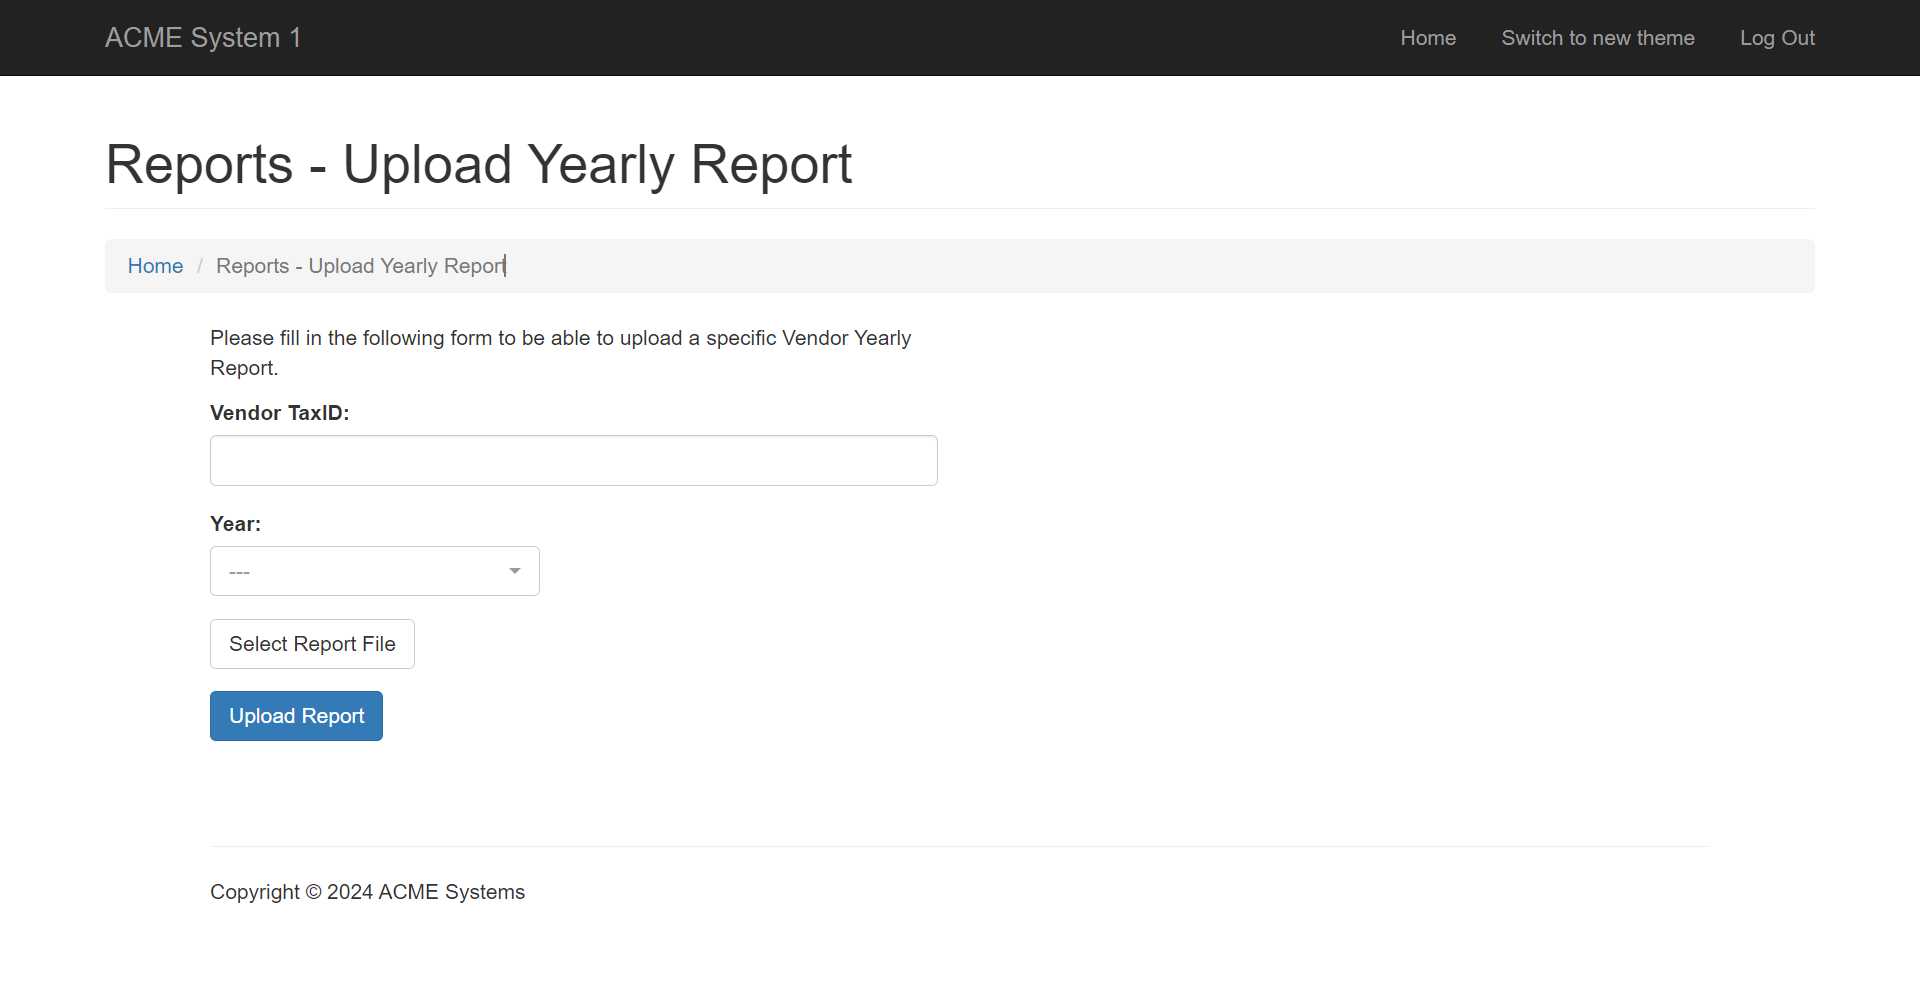 ACME System 1
Home
Switch to new theme
Log Out
Reports - Upload Yearly Report
Home / Reports - Upload Yearly Report
Please fill in the following form to be able to upload a specific Vendor Yearly
Report.
Vendor TaxID:
Year:
---
Select Report File
Upload Report
Copyright © 2024 ACME Systems